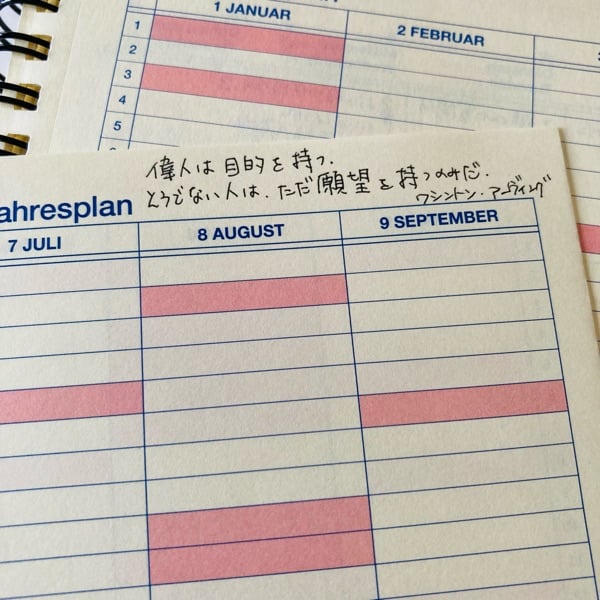 1 JANUAR
2 FEBRUAR
1
2
3
4
5
偉人は目的を持つ.
そうでない人は.ただ願望を持つのみだ.
ワシントン・アーヴィング
ahresplan
7 JULI
8 AUGUST
9 SEPTEMBER